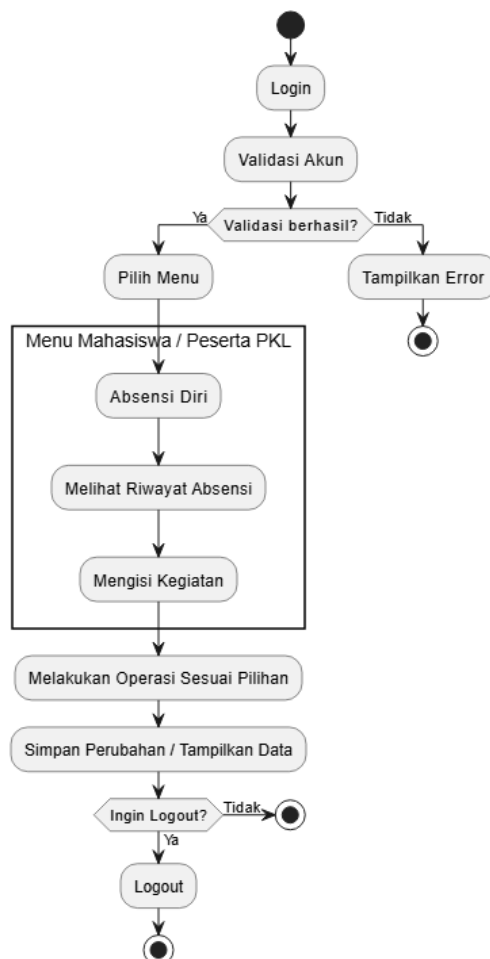 Login
Validasi Akun
Ya
Validasi berhasil?
Tidak
Pilih Menu
Tampilkan Error
Menu Mahasiswa / Peserta PKL
Absensi Diri
Melihat Riwayat Absensi
Mengisi Kegiatan
Melakukan Operasi Sesuai Pilihan
Simpan Perubahan / Tampilkan Data
Ingin Logout?
Tidak
Ya
Logout